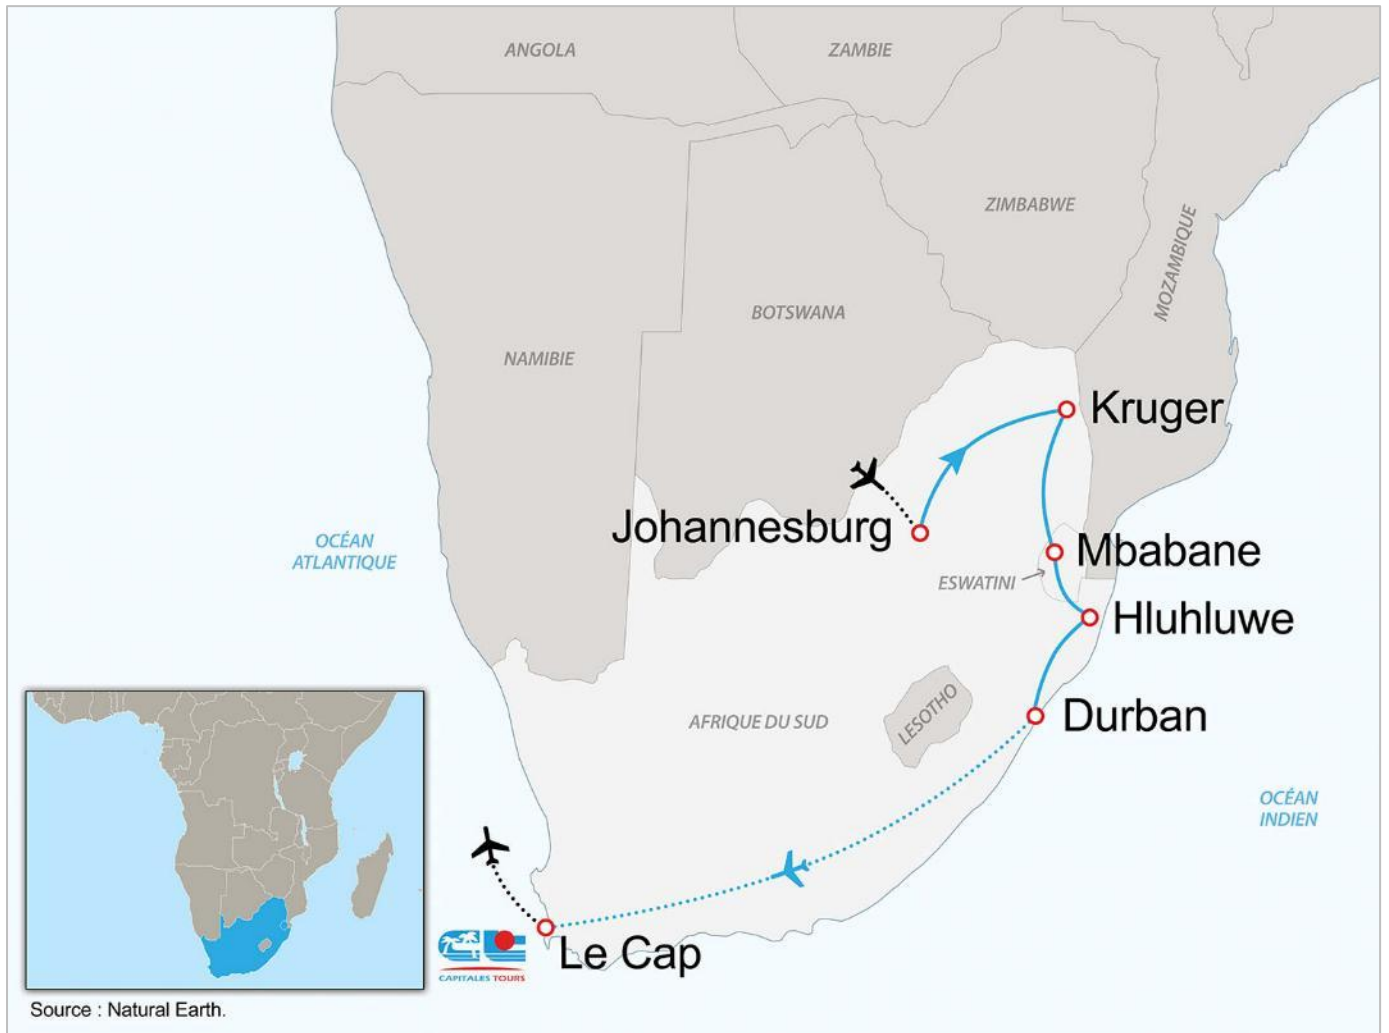 ANGOLA
ZAMBIE
ZIMBABWE
MOZAMBIQUE
BOTSWANA
NAMIBIE
Kruger
Johannesburg
Mbabane
OCÉAN
ATLANTIQUE
ESWATINI
Hluhluwe
LESOTHO
AFRIQUE DU SUD
Durban
OCÉAN
INDIEN
Le Cap
CAPITALES TOURS
Source : Natural Earth.